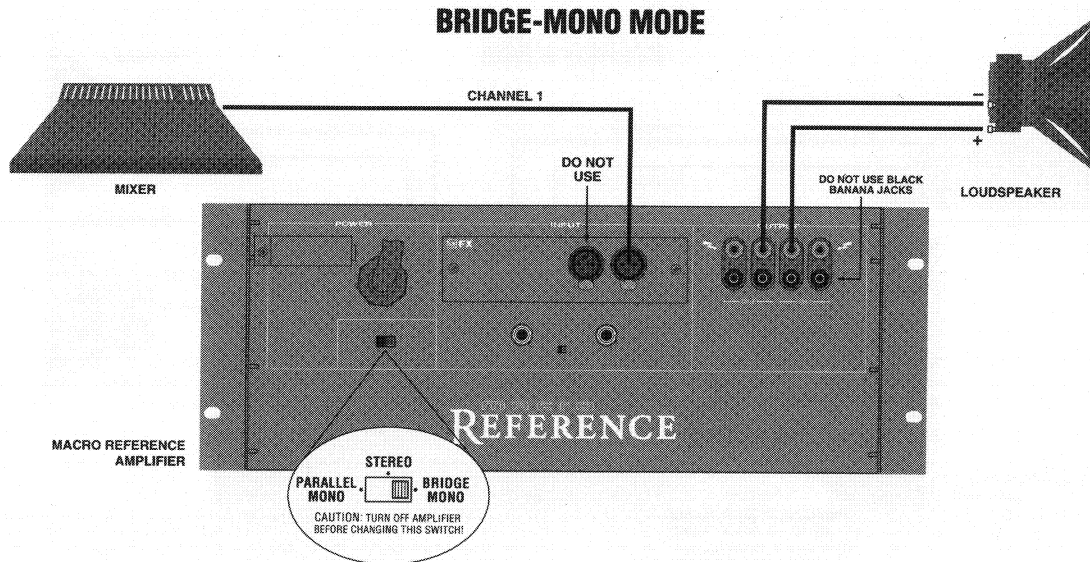 BRIDGE-MONO MODE
CHANNEL 1
−
+
MIXER
DO NOT
USE
DO NOT USE BLACK
BANANA JACKS
LOUDSPEAKER
POWER
INPUT
OUTPUT
REFERENCE
MACRO REFERENCE
AMPLIFIER
STEREO
PARALLEL
MONO
BRIDGE
MONO
CAUTION: TURN OFF AMPLIFIER
BEFORE CHANGING THIS SWITCH!